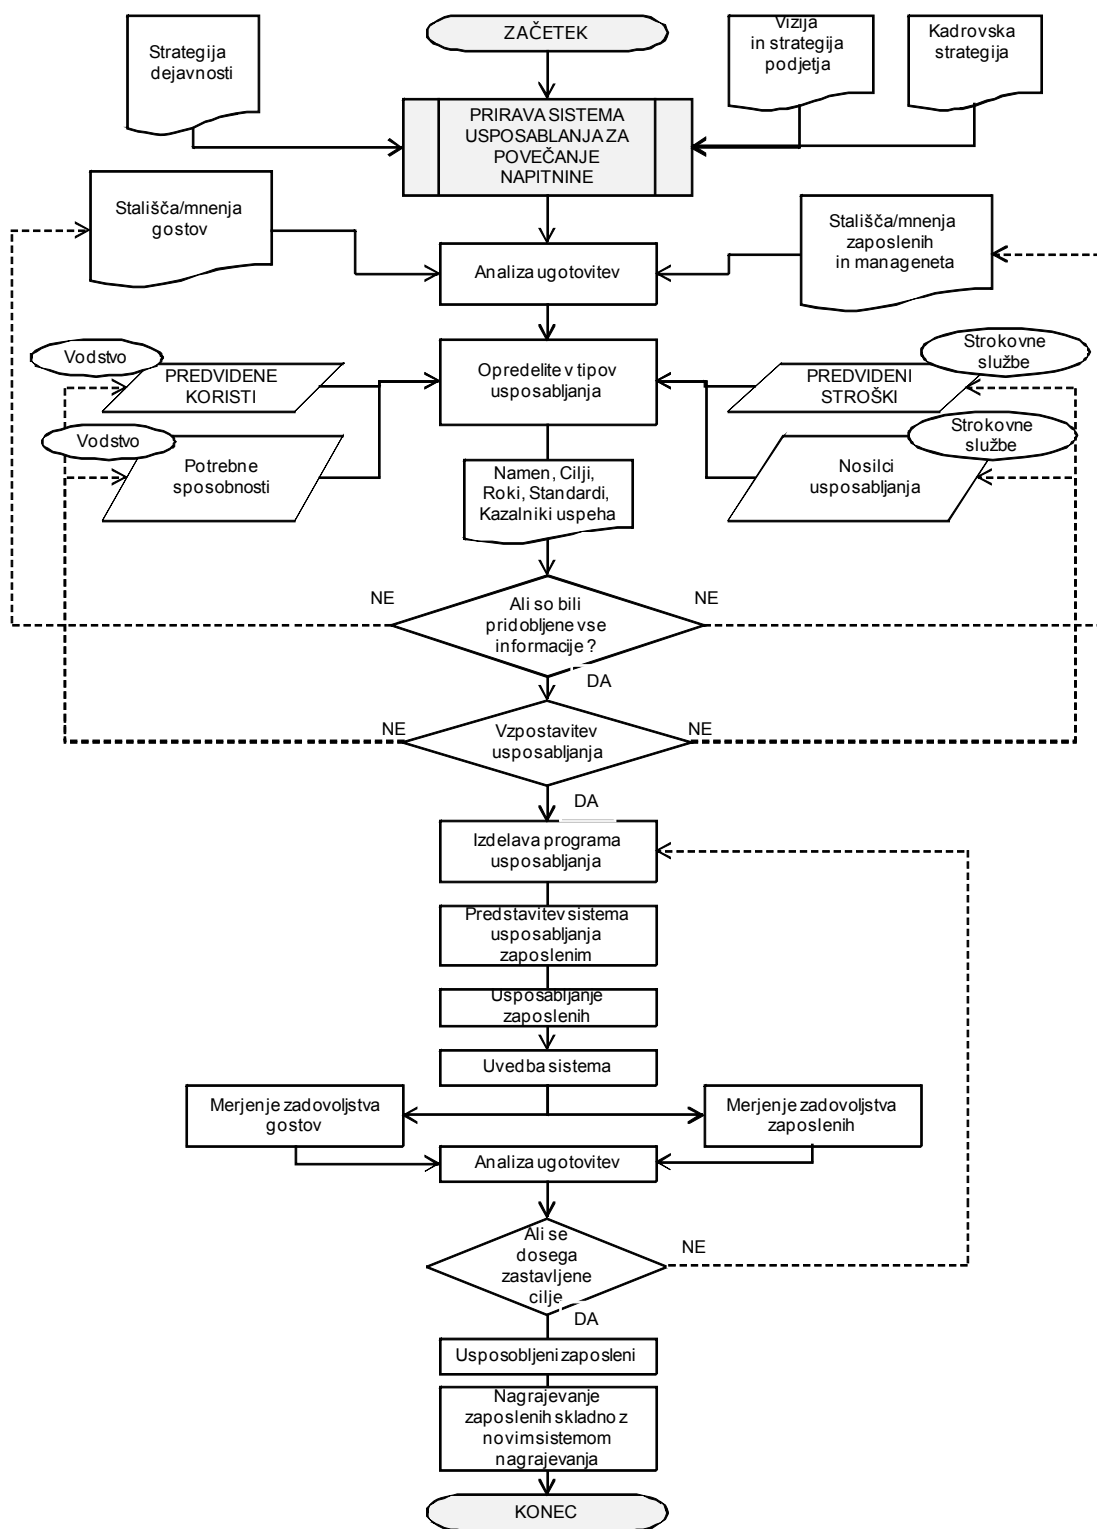 ZAČETEK
Strategija
dejavnosti
Vizija
in strategija
podjetja
Kadrovska
strategija
PRIRAVA SISTEMA
USPOSABLANJA ZA
POVEČANJE
NAPITNINE
Stališča/mnenja
gostov
Stališča/mnenja
zaposlenih
in manageneta
Analiza ugotovitev
Vodstvo
PREDVIDENE
KORISTI
Opredelite v tipov
usposabljanja
Strokovne
službe
PREDVIDENI
STROŠKI
Vodstvo
Potrebne
sposobnosti
Strokovne
službe
Nosilci
usposabljanja
Namen, Cilji,
Roki, Standardi,
Kazalniki uspeha
NE
Ali so bili
pridobljene vse
informacije ?
NE
DA
NE
Vzpostavitev
usposabljanja
NE
DA
Izdelava programa
usposabljanja
Predstavitev sistema
usposabljanja
zaposlenim
Usposabljanje
zaposlenih
Uvedba sistema
Merjenje zadovoljstva
gostov
Merjenje zadovoljstva
zaposlenih
Analiza ugotovitev
Ali se
dosega
zastavljene
cilje
NE
DA
Usposobljeni zaposleni
Nagrajevanje
zaposlenih skladno z
novim sistemom
nagrajevanja
KONEC